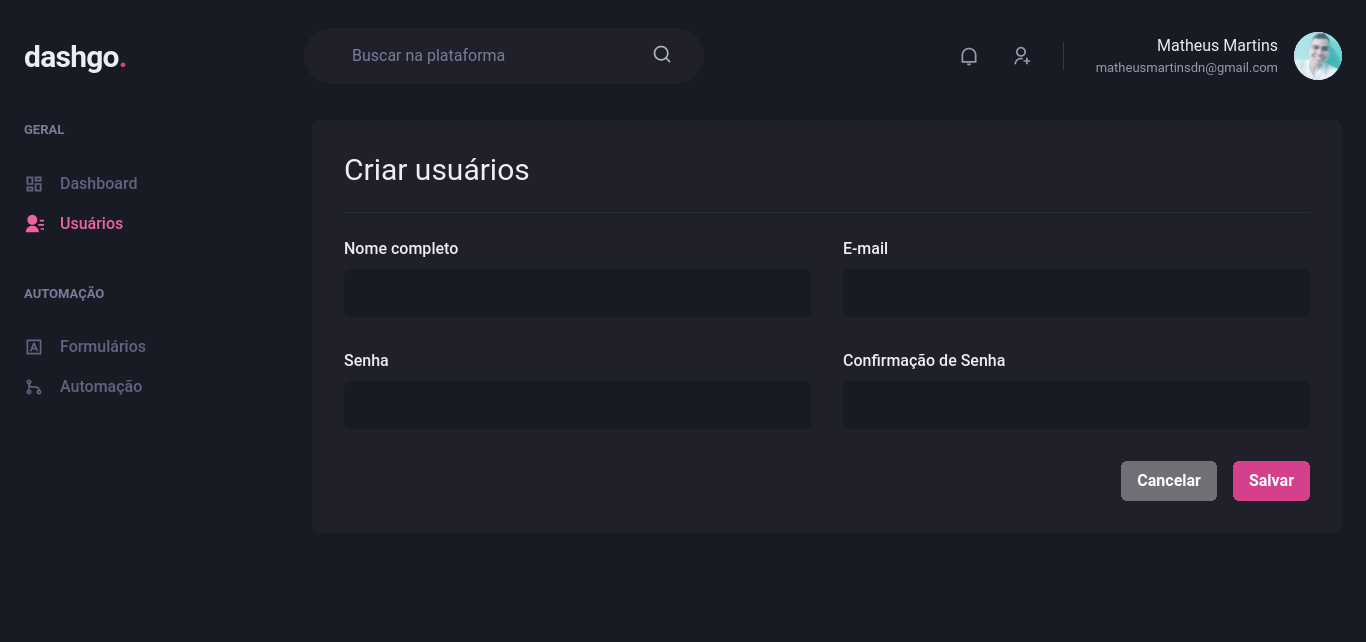 dashgo.
Buscar na plataforma
Matheus Martins
matheusmartinsdn@gmail.com
GERAL
Dashboard
Usuários
AUTOMAÇÃO
Formulários
Automação
Criar usuários
Nome completo
E-mail
Senha
Confirmação de Senha
Cancelar
Salvar